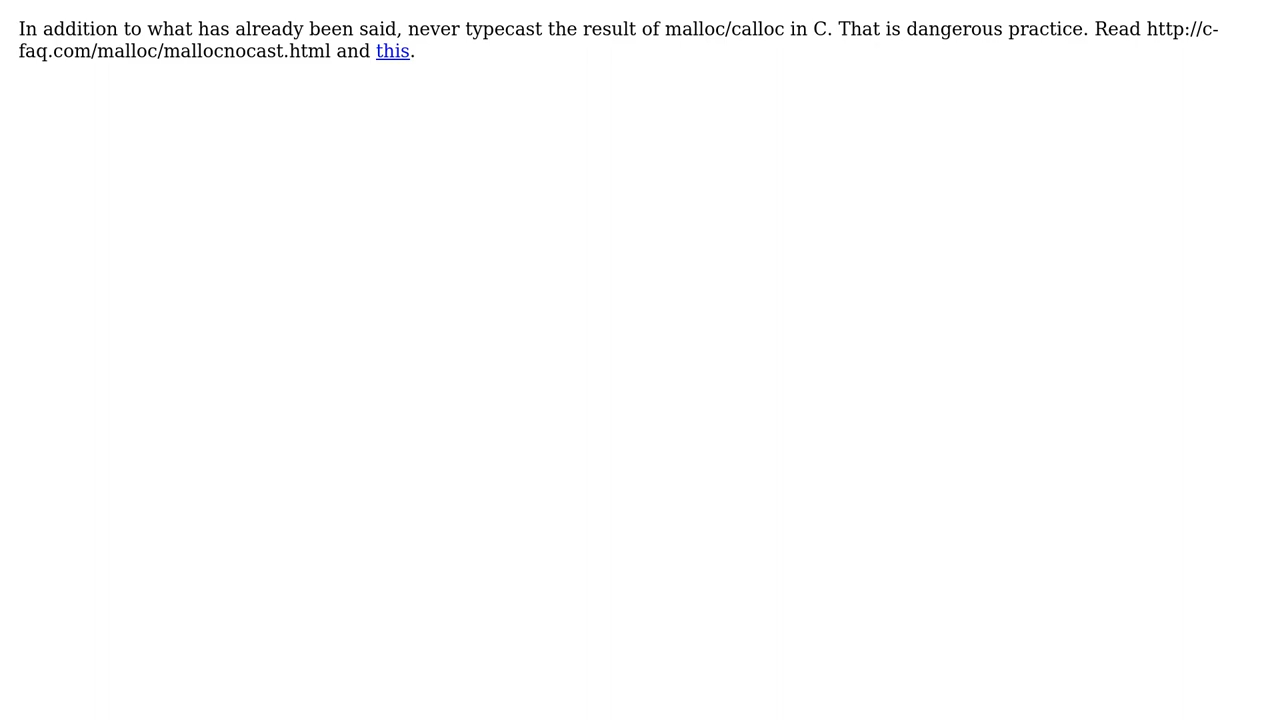 In addition to what has already been said, never typecast the result of malloc/calloc in C. That is dangerous practice. Read http://c-
faq.com/malloc/mallocnocast.html and this.